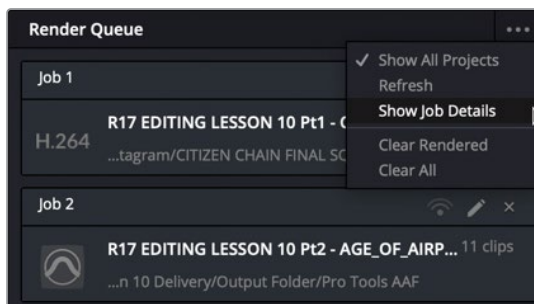 Render Queue
Job 1
Show All Projects
Refresh
Show Job Details
Clear Rendered
Clear All
H.264
R17 EDITING LESSON 10 Pt1 -
...tagram/CITIZEN CHAIN FINAL
Job 2
R17 EDITING LESSON 10 Pt2 - AGE_OF_AIRP...
11 clips
...n 10 Delivery/Output Folder/Pro Tools AAF